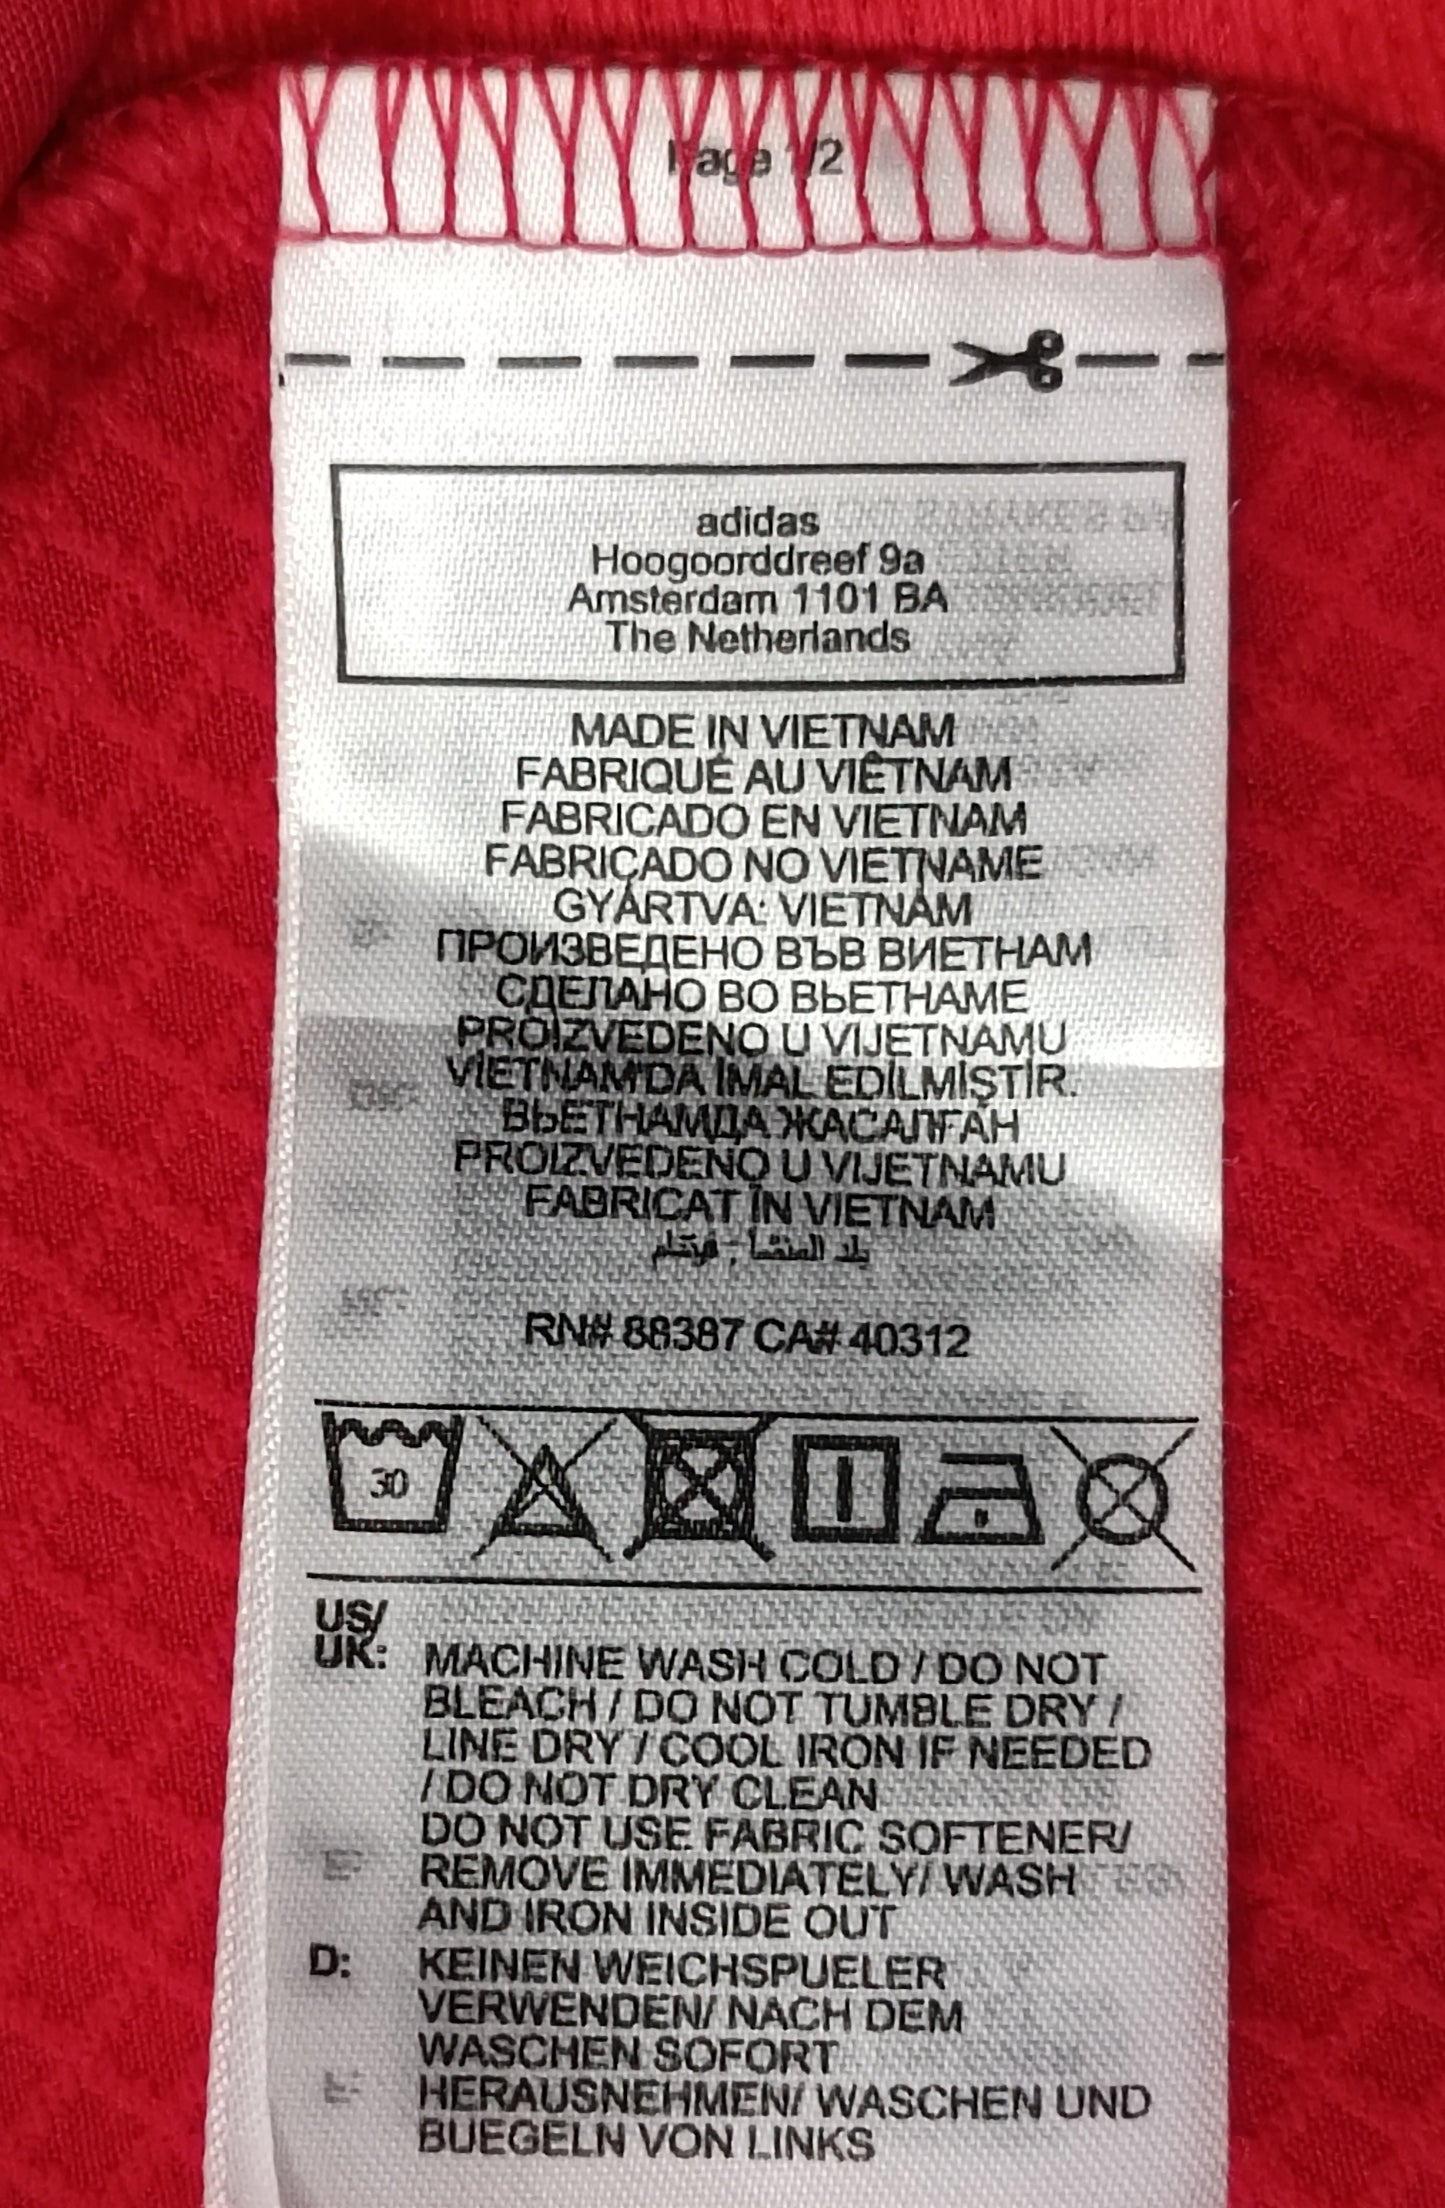 Page 1/2
adidas
Hoogoorddreef 9a
Amsterdam 1101 BA
The Netherlands
MADE IN VIETNAM
FABRIQUÉ AU VIÊTNAM
FABRICADO EN VIETNAM
FABRICADO NO VIETNAME
GYÁRTVA: VIETNÁM
ПРОИЗВЕДЕНО ВЪВ ВИЕТНАМ
СДЕЛАНО ВО ВЬЕТНАМЕ
PROIZVEDENO U VIJETNAMU
VİETNAM'DA İMAL EDİLMİŞTİR.
ВЬЕТНАМДА ЖАСАЛҒАН
PROIZVEDENO U VIJETNAMU
FABRICAT ÎN VIETNAM
بلد المنشأ : فيتنام
RN# 88387 CA# 40312
30
US/
UK: MACHINE WASH COLD / DO NOT
BLEACH / DO NOT TUMBLE DRY /
LINE DRY / COOL IRON IF NEEDED
/ DO NOT DRY CLEAN
DO NOT USE FABRIC SOFTENER/
REMOVE IMMEDIATELY/ WASH
AND IRON INSIDE OUT
D: KEINEN WEICHSPUELER
VERWENDEN/ NACH DEM
WASCHEN SOFORT
HERAUSNEHMEN/ WASCHEN UND
BUEGELN VON LINKS